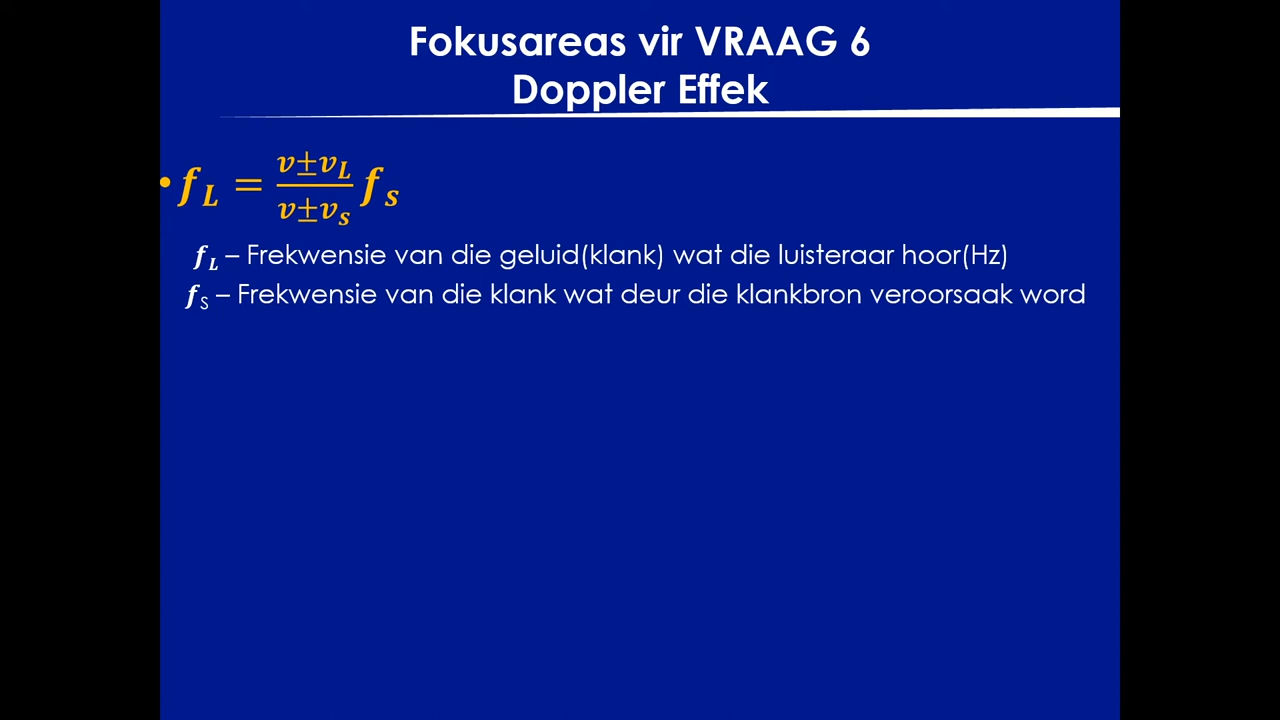 Fokusareas vir VRAAG 6
Doppler Effek
• f_L = \frac{v±v_L}{v±v_s} f_s
f_L – Frekwensie van die geluid(klank) wat die luisteraar hoor(Hz)
f_S – Frekwensie van die klank wat deur die klankbron veroorsaak word